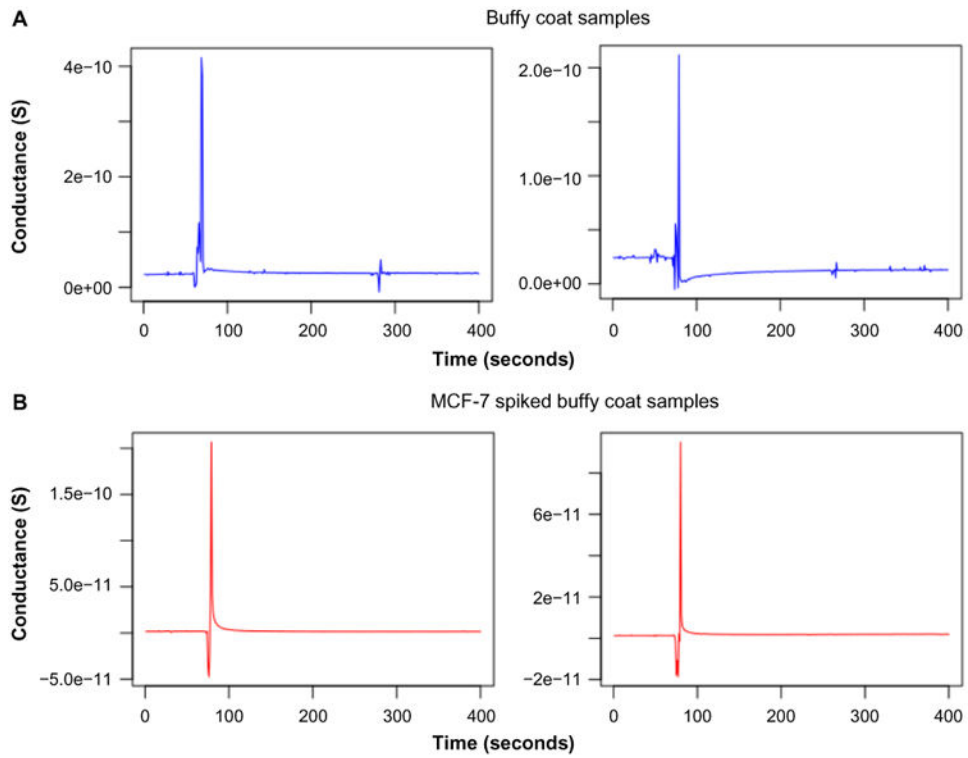 A
Buffy coat samples
Conductance (S)
4e−10
2e−10
0e+00
0 100 200 300 400
2.0e−10
1.0e−10
0.0e+00
0 100 200 300 400
Time (seconds)
B
MCF-7 spiked buffy coat samples
Conductance (S)
1.5e−10
5.0e−11
−5.0e−11
0 100 200 300 400
6e−11
2e−11
−2e−11
0 100 200 300 400
Time (seconds)